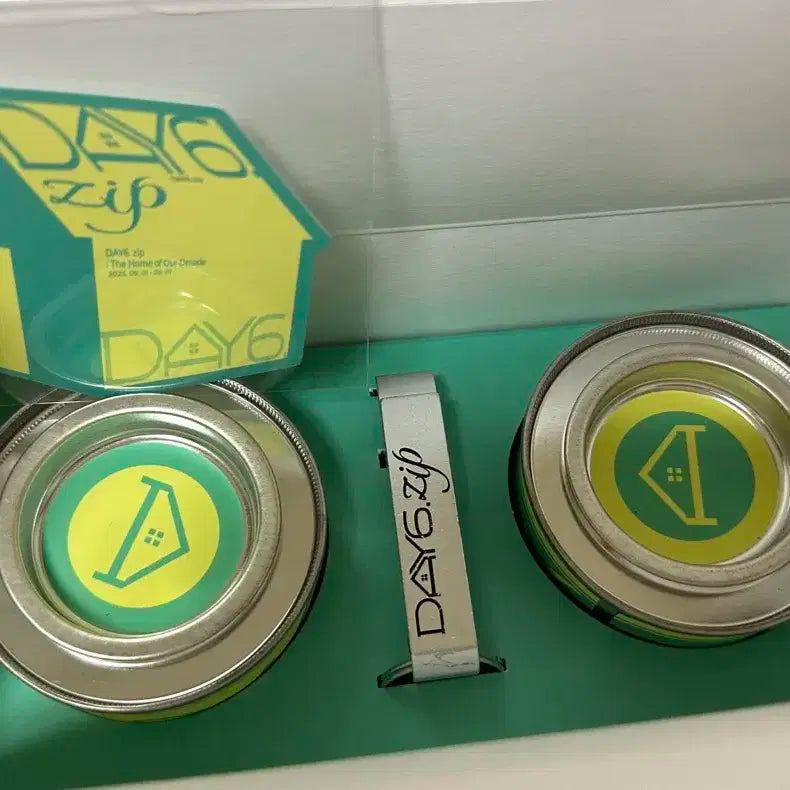 DAY6
zip
DAY6 zip
: The Home of Our Decade
DAY6
DAY6.zip